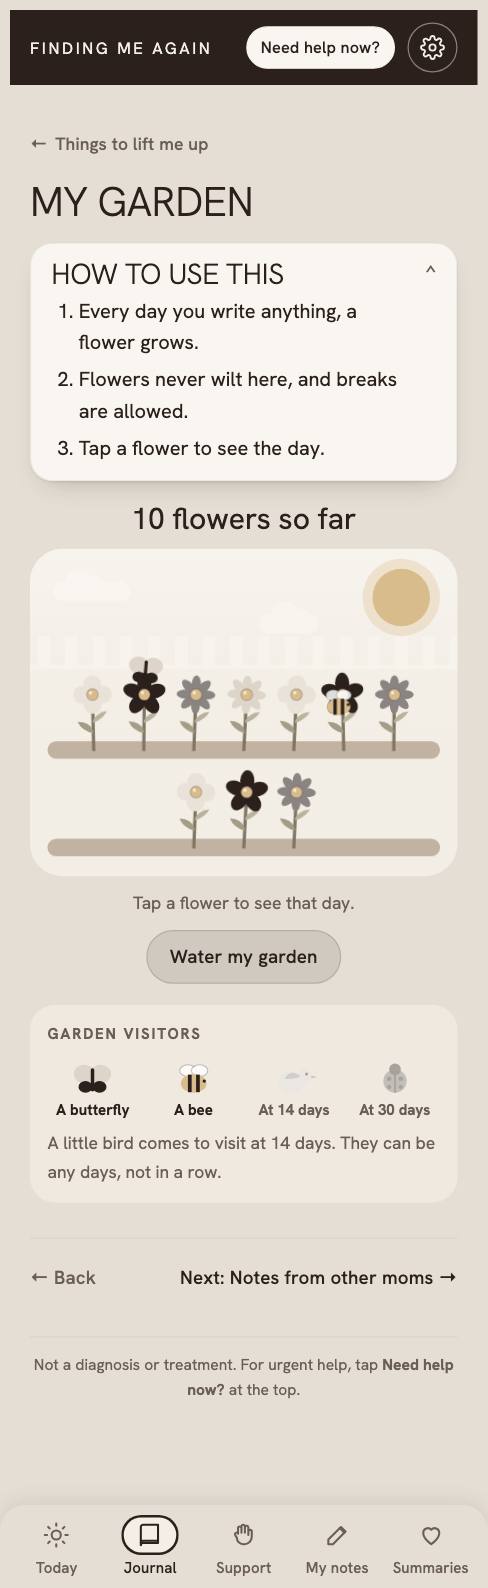 FINDING ME AGAIN
Need help now?
← Things to lift me up
MY GARDEN
HOW TO USE THIS
1. Every day you write anything, a
flower grows.
2. Flowers never wilt here, and breaks
are allowed.
3. Tap a flower to see the day.
10 flowers so far
Tap a flower to see that day.
Water my garden
GARDEN VISITORS
A butterfly
A bee
At 14 days
At 30 days
A little bird comes to visit at 14 days. They can be
any days, not in a row.
← Back
Next: Notes from other moms →
Not a diagnosis or treatment. For urgent help, tap Need help
now? at the top.
Today
Journal
Support
My notes
Summaries